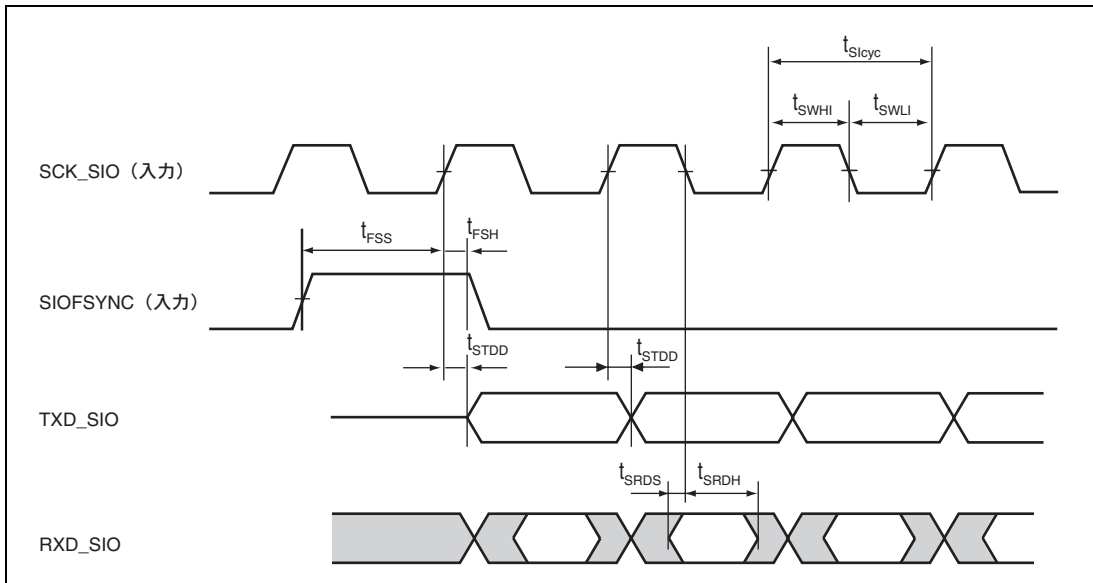 tSIcyc
tSWHI
tSWLI
SCK_SIO（入力）
tFSS
tFSH
SIOFSYNC（入力）
tSTDD
tSTDD
TXD_SIO
tSRDS
tSRDH
RXD_SIO